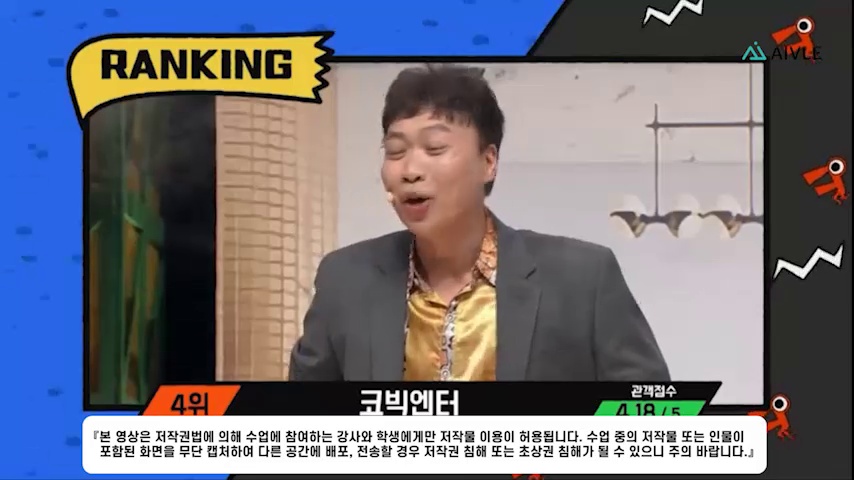 RANKING
AIVLE
4위
코빅엔터
관객점수
4.18 / 5
『본 영상은 저작권법에 의해 수업에 참여하는 강사와 학생에게만 저작물 이용이 허용됩니다. 수업 중의 저작물 또는 인물이
포함된 화면을 무단 캡처하여 다른 공간에 배포, 전송할 경우 저작권 침해 또는 초상권 침해가 될 수 있으니 주의 바랍니다.』